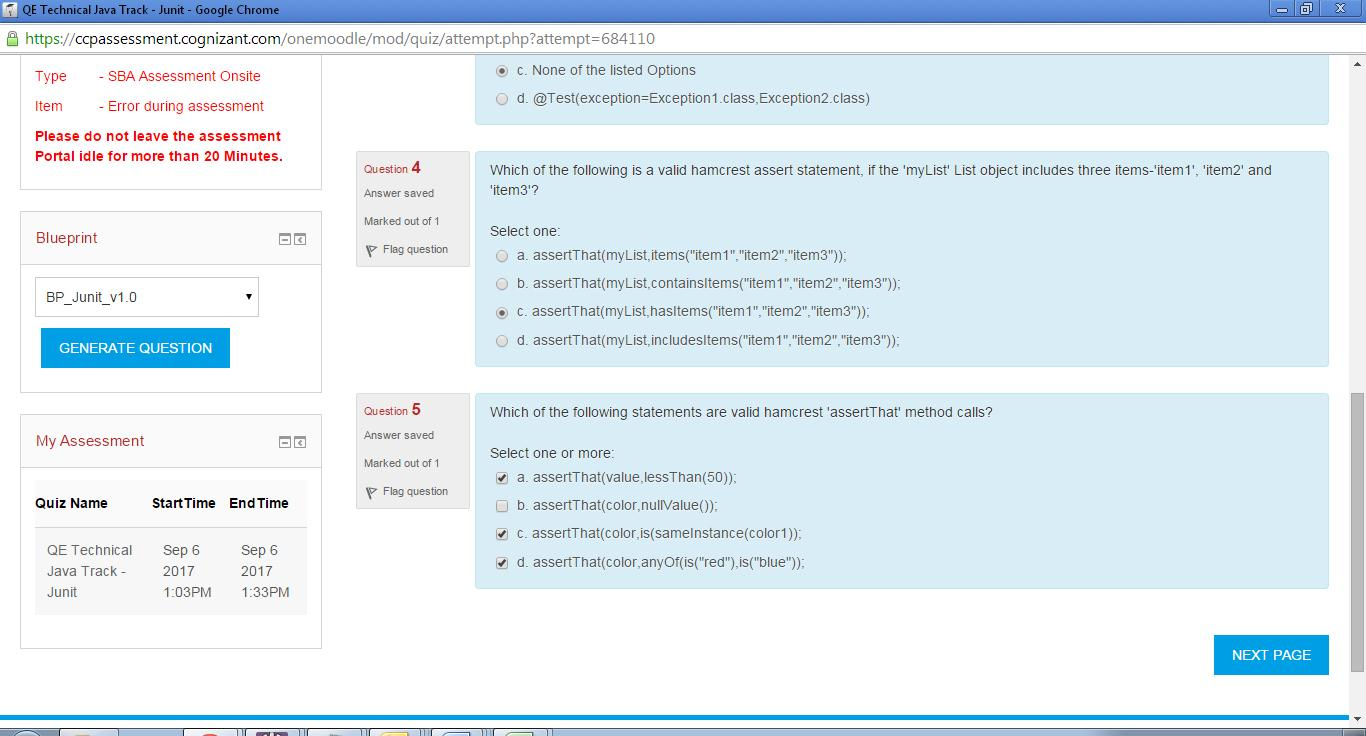 QE Technical Java Track - Junit - Google Chrome
https://ccpassessment.cognizant.com/onemoodle/mod/quiz/attempt.php?attempt=684110
Type - SBA Assessment Onsite
Item - Error during assessment
Please do not leave the assessment
Portal idle for more than 20 Minutes.
Blueprint
BP_Junit_v1.0
GENERATE QUESTION
My Assessment
Quiz Name StartTime EndTime
QE Technical Sep 6 Sep 6
Java Track - 2017 2017
Junit 1:03PM 1:33PM
c. None of the listed Options
d. @Test(exception=Exception1.class,Exception2.class)
Question 4
Answer saved
Marked out of 1
Flag question
Which of the following is a valid hamcrest assert statement, if the 'myList' List object includes three items-'item1', 'item2' and
'item3'?
Select one:
a. assertThat(myList,items("item1","item2","item3"));
b. assertThat(myList,containsItems("item1","item2","item3"));
c. assertThat(myList,hasItems("item1","item2","item3"));
d. assertThat(myList,includesItems("item1","item2","item3"));
Question 5
Answer saved
Marked out of 1
Flag question
Which of the following statements are valid hamcrest 'assertThat' method calls?
Select one or more:
a. assertThat(value,lessThan(50));
b. assertThat(color,nullValue());
c. assertThat(color,is(sameInstance(color1));
d. assertThat(color,anyOf(is("red"),is("blue"));
NEXT PAGE